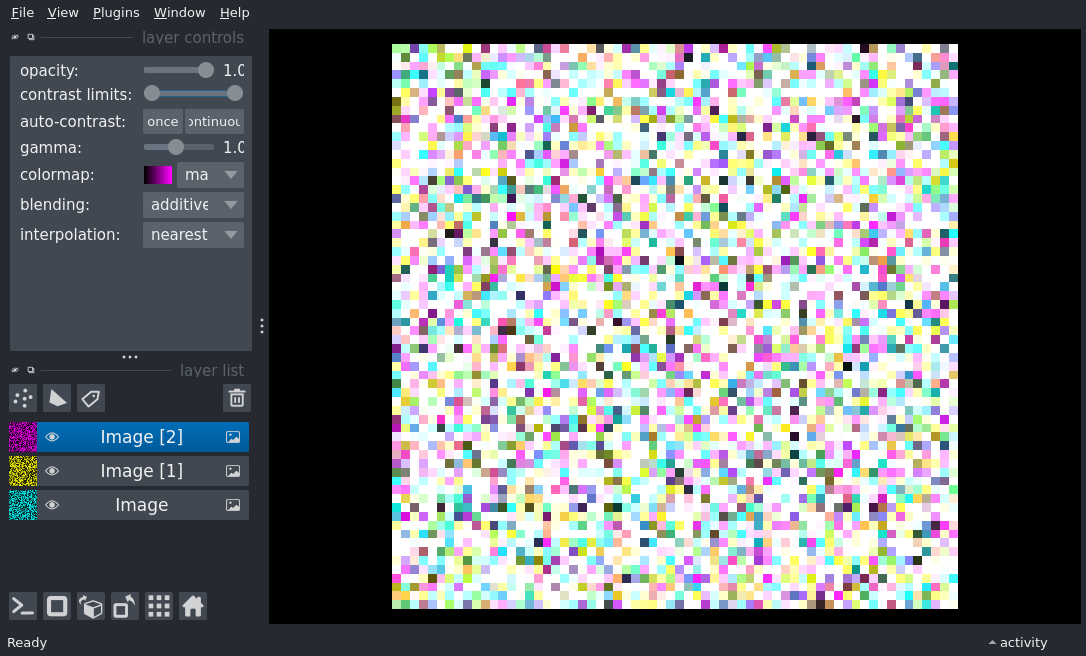 File View Plugins Window Help
layer controls
opacity: 1.0
contrast limits:
auto-contrast: once ontinuou
gamma: 1.0
colormap: ma
blending: additive
interpolation: nearest
layer list
Image [2]
Image [1]
Image
Ready
activity